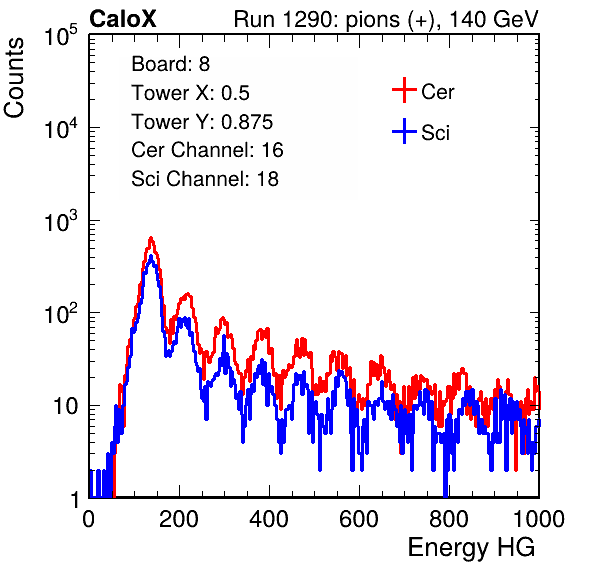 CaloX Run 1290: pions (+), 140 GeV
Counts
Board: 8
Tower X: 0.5
Tower Y: 0.875
Cer Channel: 16
Sci Channel: 18
Cer
Sci
10^5
10^4
10^3
10^2
10
1
0 200 400 600 800 1000
Energy HG